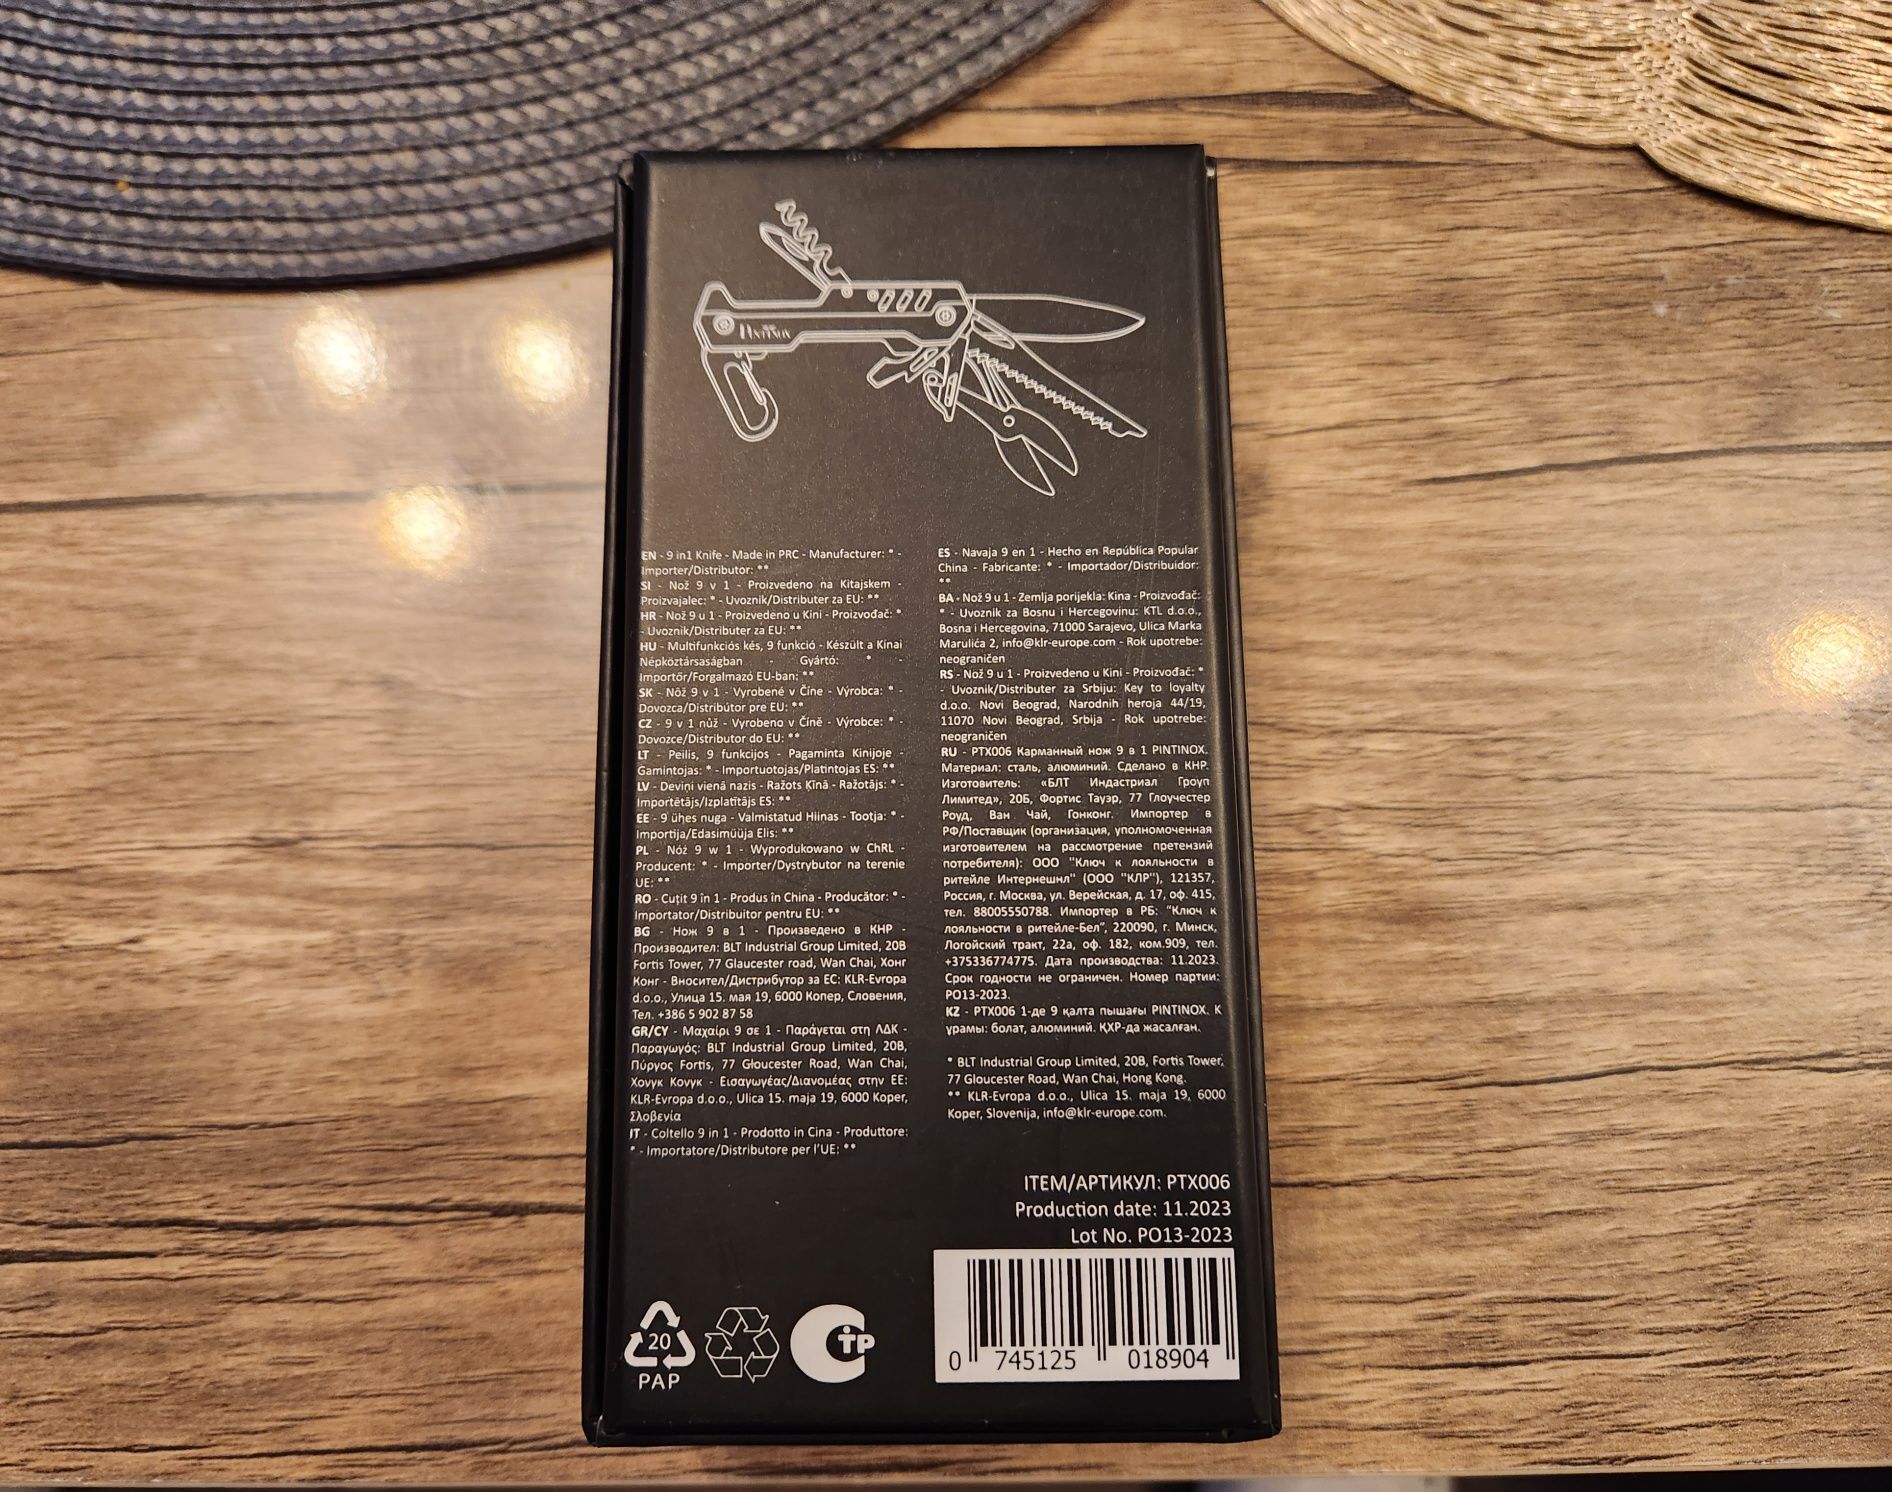 PINTINOX
EN - 9 in1 Knife - Made in PRC - Manufacturer: * -
Importer/Distributor: **
SI - Nož 9 v 1 - Proizvedeno na Kitajskem -
Proizvajalec: * - Uvoznik/Distributer za EU: **
HR - Nož 9 u 1 - Proizvedeno u Kini - Proizvođač: *
- Uvoznik/Distributer za EU: **
HU - Multifunkciós kés, 9 funkció - Készült a Kínai
Népköztársaságban - Gyártó: * -
Importőr/Forgalmazó EU-ban: **
SK - Nôž 9 v 1 - Vyrobené v Číne - Výrobca: * -
Dovozca/Distribútor pre EU: **
CZ - 9 v 1 nůž - Vyrobeno v Číně - Výrobce: * -
Dovozce/Distributor do EU: **
LT - Peilis, 9 funkcijos - Pagaminta Kinijoje -
Gamintojas: * - Importuotojas/Platintojas ES: **
LV - Deviņi vienā nazis - Ražots Ķīnā - Ražotājs: * -
Importētājs/Izplatītājs ES: **
EE - 9 ühes nuga - Valmistatud Hiinas - Tootja: * -
Importija/Edasimüüja Elis: **
PL - Nóż 9 w 1 - Wyprodukowano w ChRL -
Producent: * - Importer/Dystrybutor na terenie
UE: **
RO - Cuțit 9 în 1 - Produs în China - Producător: * -
Importator/Distribuitor pentru EU: **
BG - Нож 9 в 1 - Произведено в КНР -
Производител: BLT Industrial Group Limited, 20B
Fortis Tower, 77 Glaucester road, Wan Chai, Хонг
Конг - Вносител/Дистрибутор за ЕС: KLR-Evropa
d.o.o., Улица 15. мая 19, 6000 Копер, Словения,
Тел. +386 5 902 87 58
GR/CY - Μαχαίρι 9 σε 1 - Παράγεται στη ΛΔΚ -
Παραγωγός: BLT Industrial Group Limited, 20B,
Πύργος Fortis, 77 Gloucester Road, Wan Chai,
Χονγκ Κονγκ - Εισαγωγέας/Διανομέας στην ΕΕ:
KLR-Evropa d.o.o., Ulica 15. maja 19, 6000 Koper,
Σλοβενία
IT - Coltello 9 in 1 - Prodotto in Cina - Produttore:
* - Importatore/Distributore per l'UE: **
ES - Navaja 9 en 1 - Hecho en República Popular
China - Fabricante: * - Importador/Distribuidor:
**
BA - Nož 9 u 1 - Zemlja porijekla: Kina - Proizvođač:
* - Uvoznik za Bosnu i Hercegovinu: KTL d.o.o.,
Bosna i Hercegovina, 71000 Sarajevo, Ulica Marka
Marulića 2, info@klr-europe.com - Rok upotrebe:
neograničen
RS - Nož 9 u 1 - Proizvedeno u Kini - Proizvođač: *
- Uvoznik/Distributer za Srbiju: Key to loyalty
d.o.o. Novi Beograd, Narodnih heroja 44/19,
11070 Novi Beograd, Srbija - Rok upotrebe:
neograničen
RU - PTX006 Карманный нож 9 в 1 PINTINOX.
Материал: сталь, алюминий. Сделано в КНР.
Изготовитель: «БЛТ Индастриал Гроуп
Лимитед», 20Б, Фортис Тауэр, 77 Глоучестер
Роуд, Ван Чай, Гонконг. Импортер в
РФ/Поставщик (организация, уполномоченная
изготовителем на рассмотрение претензий
потребителя): ООО "Ключ к лояльности в
ритейле Интернешнл" (ООО "КЛР"), 121357,
Россия, г. Москва, ул. Верейская, д. 17, оф. 415,
тел. 88005550788. Импортер в РБ: "Ключ к
лояльности в ритейле-Бел", 220090, г. Минск,
Логойский тракт, 22а, оф. 182, ком.909, тел.
+375336774775. Дата производства: 11.2023.
Срок годности не ограничен. Номер партии:
PO13-2023.
KZ - PTX006 1-де 9 қалта пышағы PINTINOX. К
урамы: болат, алюминий. ҚХР-да жасалған.
* BLT Industrial Group Limited, 20B, Fortis Tower,
77 Gloucester Road, Wan Chai, Hong Kong.
** KLR-Evropa d.o.o., Ulica 15. maja 19, 6000
Koper, Slovenija, info@klr-europe.com.
ITEM/АРТИКУЛ: PTX006
Production date: 11.2023
Lot No. PO13-2023
0 745125 018904
20
PAP
СТР